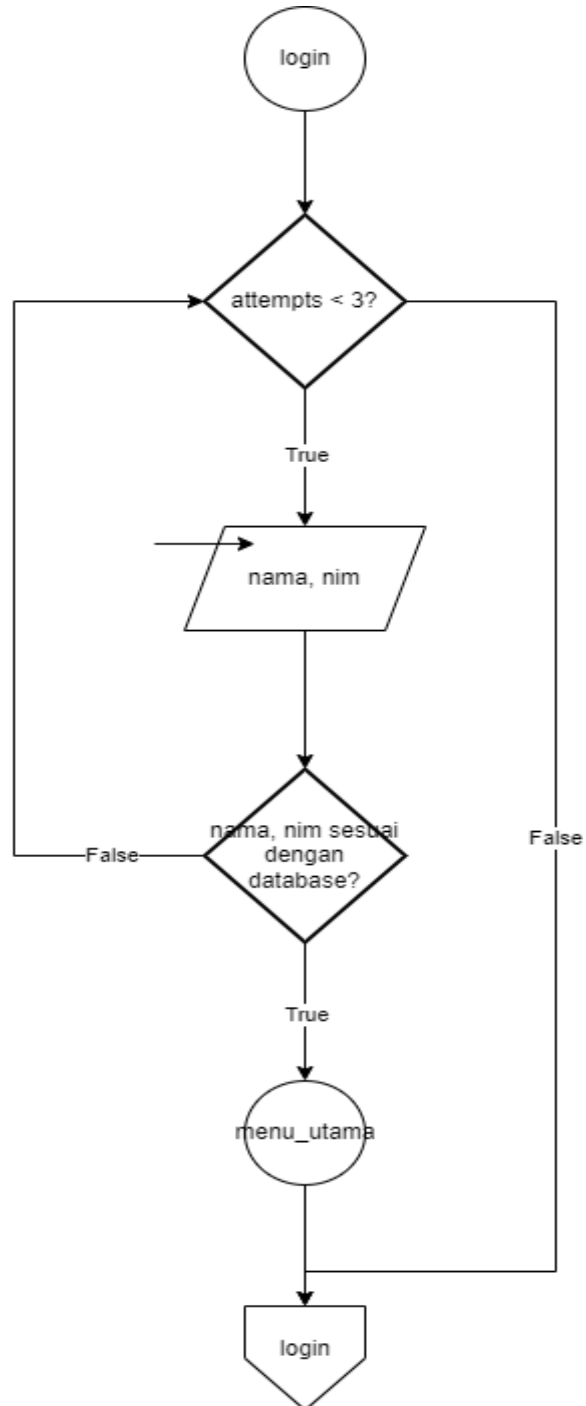 login
attempts < 3?
True
nama, nim
nama, nim sesuai
dengan
database?
False
False
True
menu_utama
login